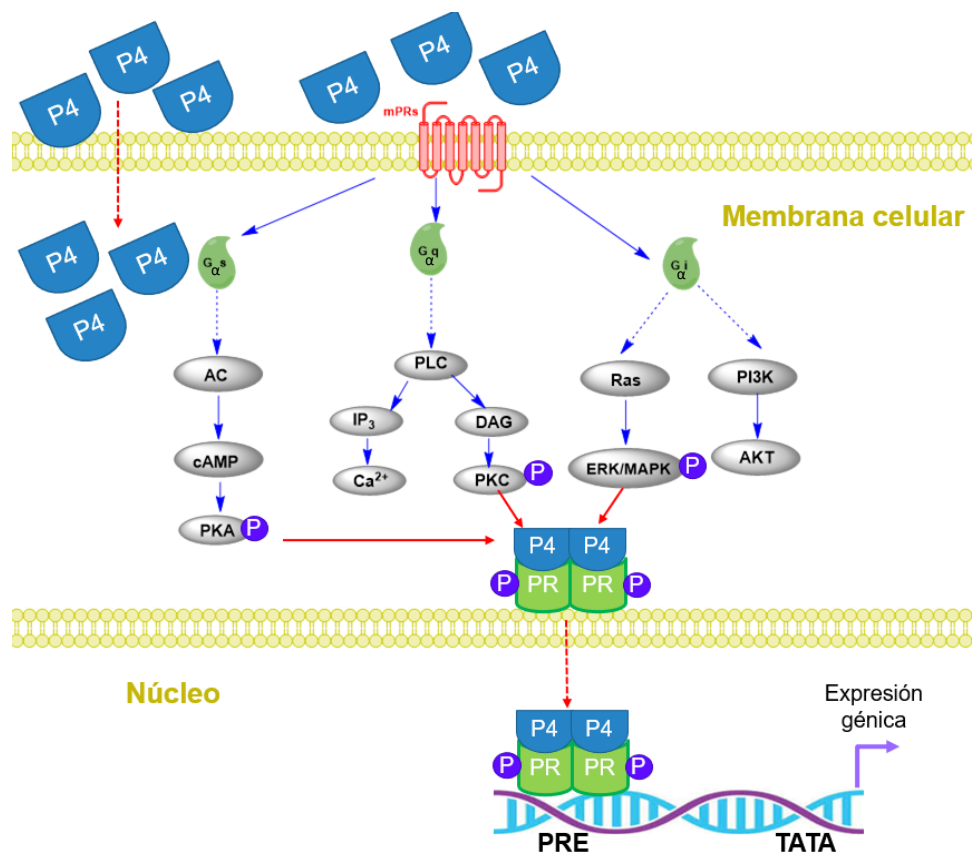 P4
P4
P4
P4
P4
P4
mPRs
Membrana celular
P4
P4
P4
Gαs
Gαq
Gαi
AC
PLC
Ras
PI3K
IP3
DAG
cAMP
Ca2+
PKC P
ERK/MAPK P
AKT
PKA P
P4 P4
P PR PR P
Núcleo
Expresión
génica
P4 P4
P PR PR P
PRE
TATA